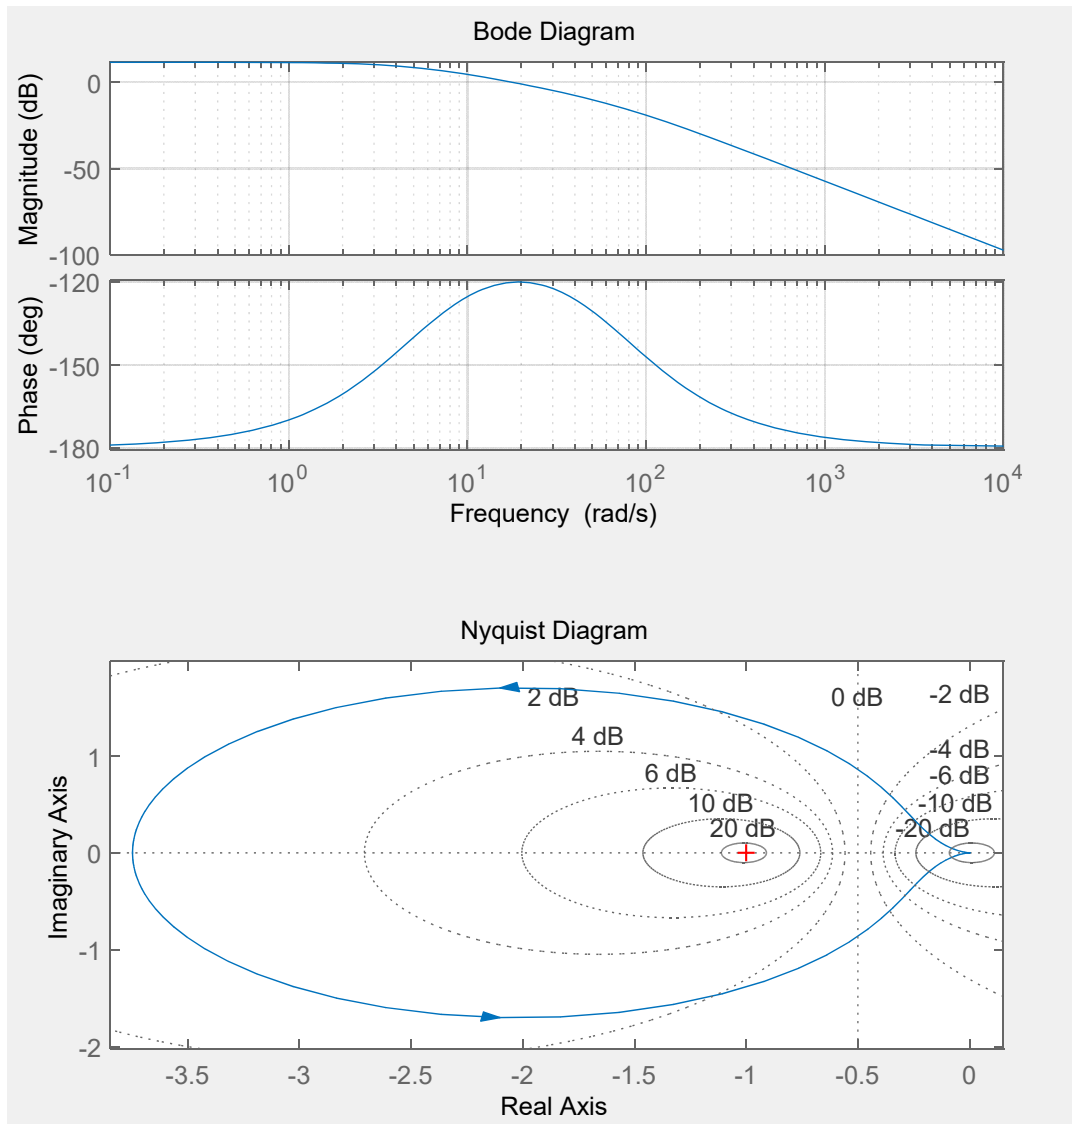 Bode Diagram
Magnitude (dB)
0
-50
-100
Phase (deg)
-120
-150
-180
10^-1 10^0 10^1 10^2 10^3 10^4
Frequency (rad/s)
Nyquist Diagram
Imaginary Axis
1
0
-1
-2
2 dB 0 dB -2 dB
4 dB -4 dB
6 dB -6 dB
10 dB -10 dB
20 dB -20 dB
-3.5 -3 -2.5 -2 -1.5 -1 -0.5 0
Real Axis